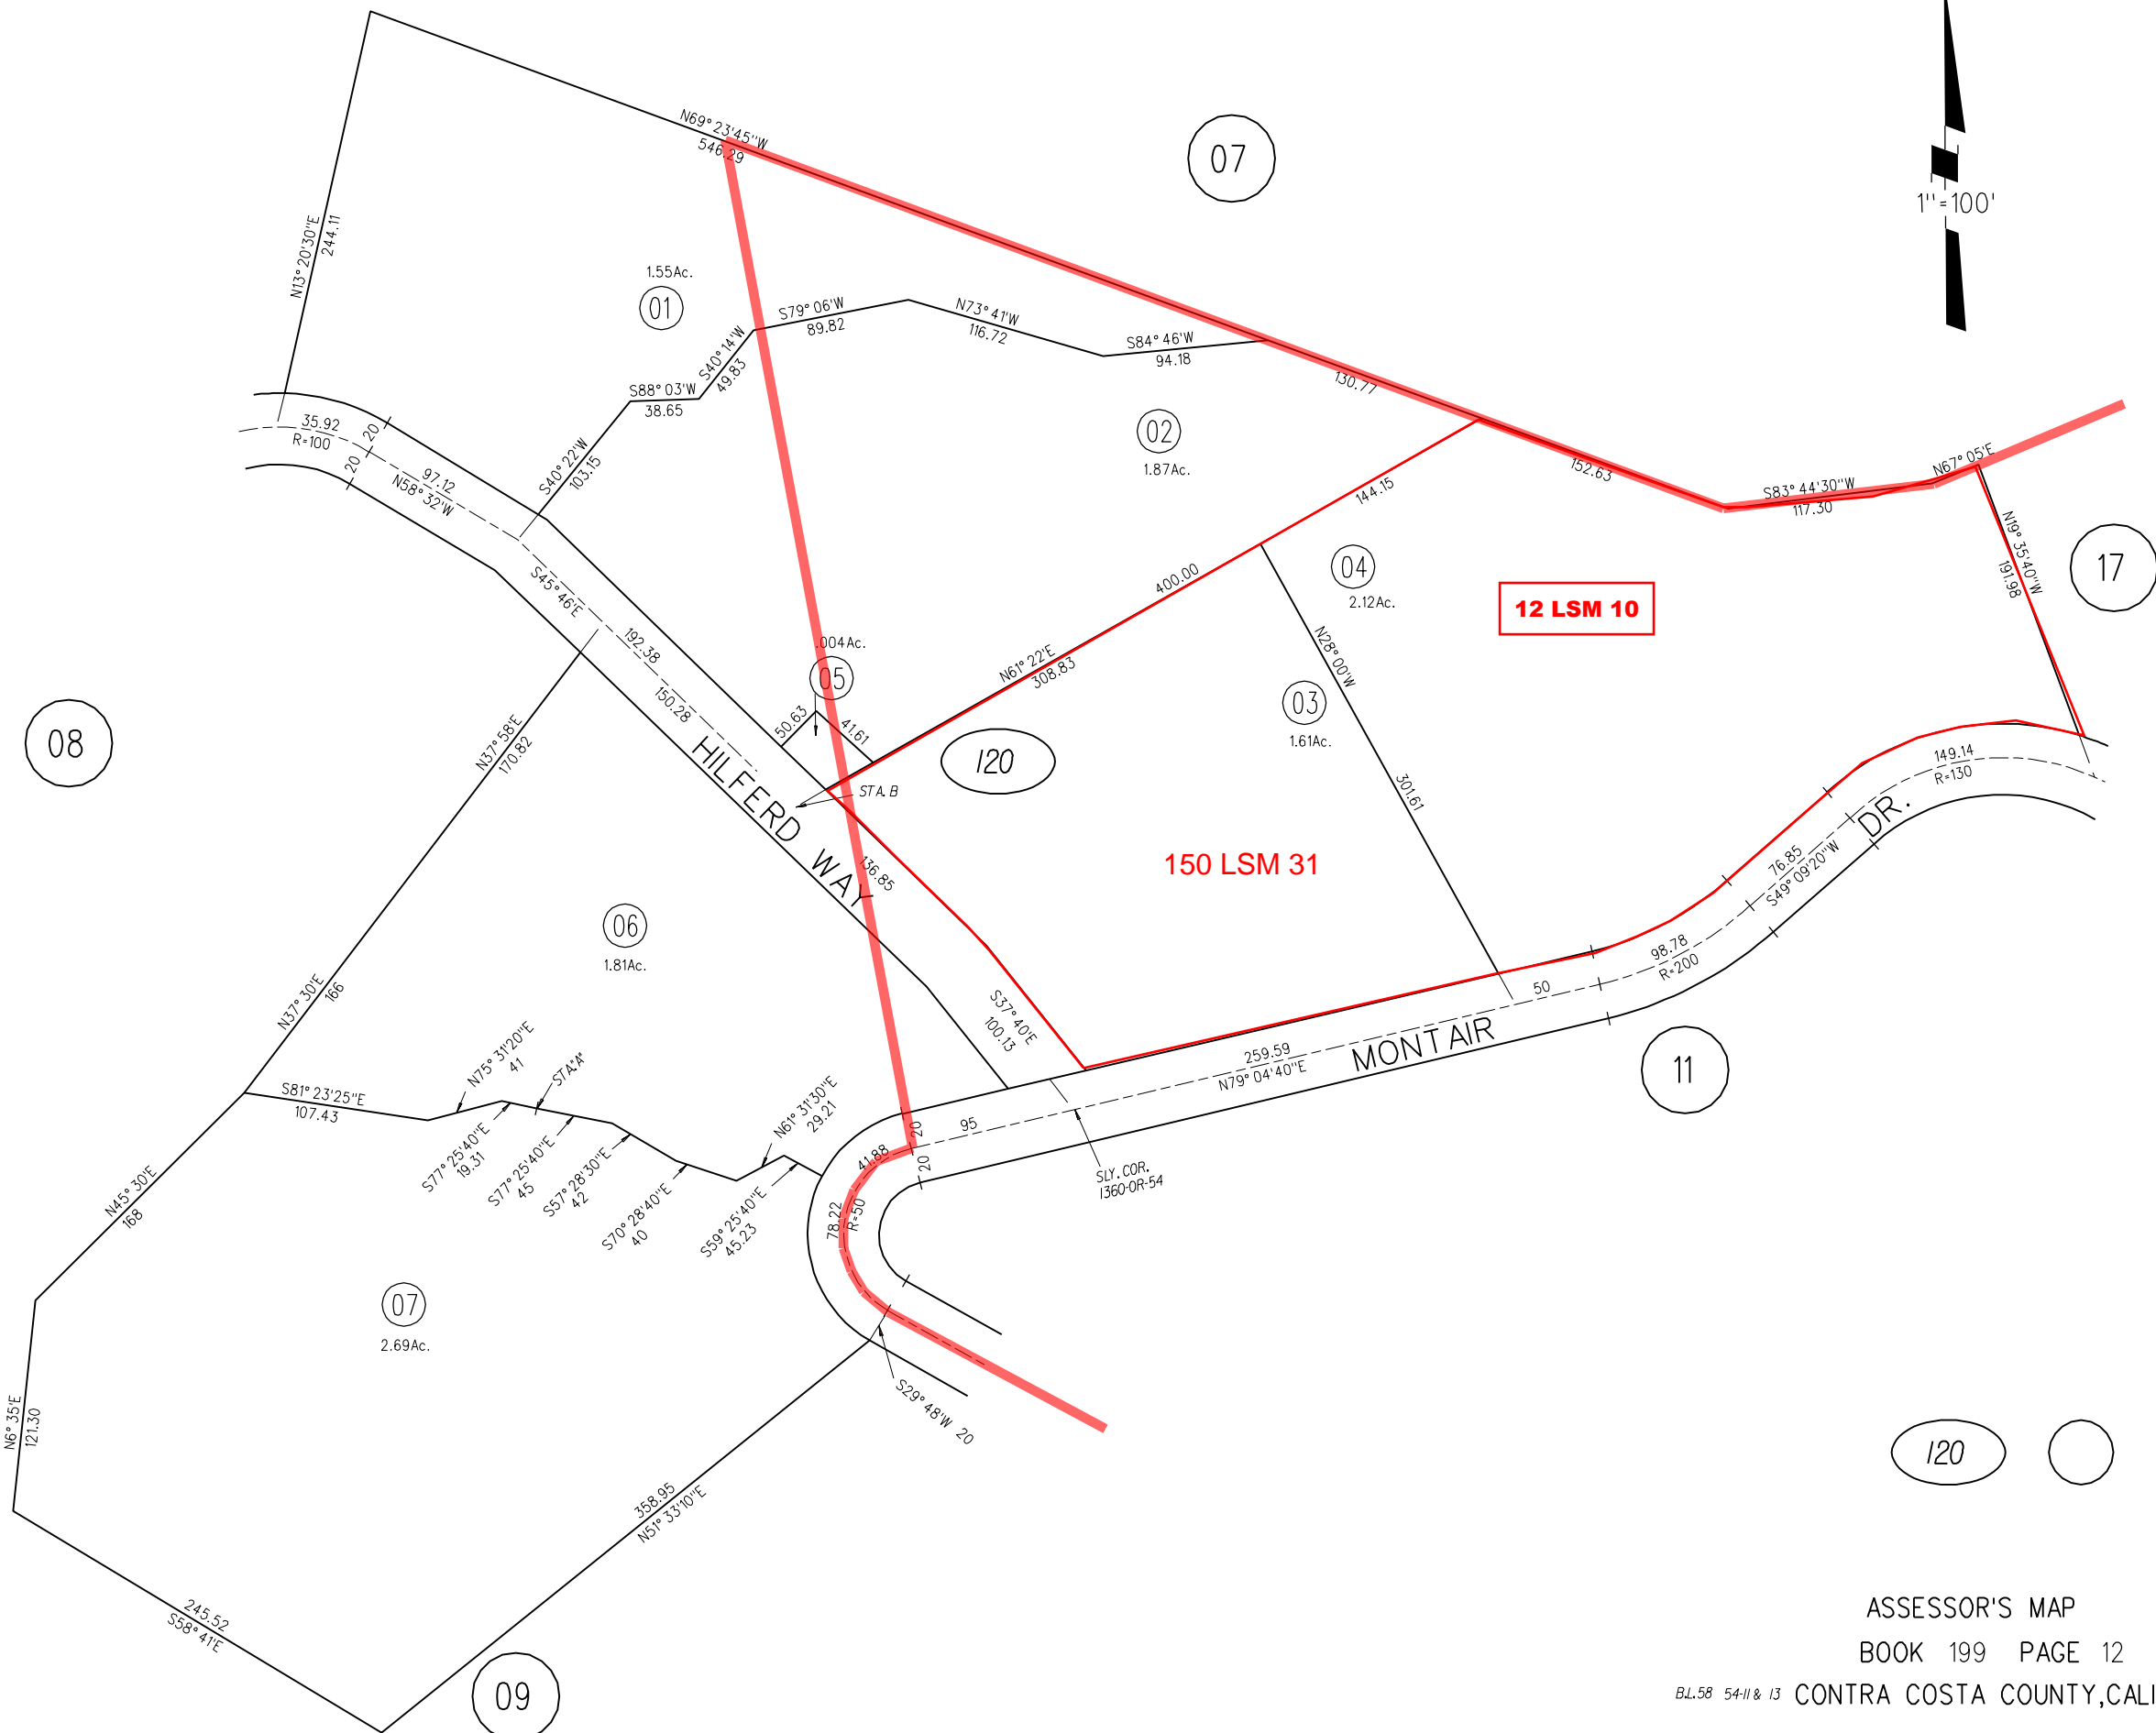 N69°23'45"W
546.29
07
1"=100'
N13°20'30"E
244.11
1.55Ac.
01
S79°06'W
89.82
N73°41'W
116.72
S84°46'W
94.18
S40°14'W
49.83
S88°03'W
38.65
130.77
35.92
R=100
20
20
97.12
N58°32'W
S40°22'W
103.15
02
1.87Ac.
144.15
152.63
S83°44'30"W
117.30
N67°05'E
N19°35'40"W
191.98
17
S45°46'E
192.38
150.28
.004Ac.
05
400.00
N61°22'E
308.83
04
2.12Ac.
12 LSM 10
N28°00'W
301.61
03
1.61Ac.
08
N37°58'E
170.82
50.63
41.61
120
STA. B
HILFERD WAY
136.85
150 LSM 31
149.14
R=130
DR.
76.85
S49°09'20"W
06
1.81Ac.
N37°30'E
166
98.78
R=200
50
S37°40'E
100.13
259.59
N79°04'40"E
MONTAIR
11
N75°31'20"E
41
STA."A"
S81°23'25"E
107.43
N61°31'30"E
29.21
S77°25'40"E
19.31
S77°25'40"E
45
S57°28'30"E
42
S70°28'40"E
40
S59°25'40"E
45.23
41.88
20
20
95
SLY. COR.
1360-OR-54
78.22
R=50
N45°30'E
168
07
2.69Ac.
N6°35'E
121.30
S29°48'W 20
358.95
N51°33'10"E
245.52
S58°41'E
09
120
ASSESSOR'S MAP
BOOK 199 PAGE 12
B.L.58 54-11 & 13 CONTRA COSTA COUNTY,CALI